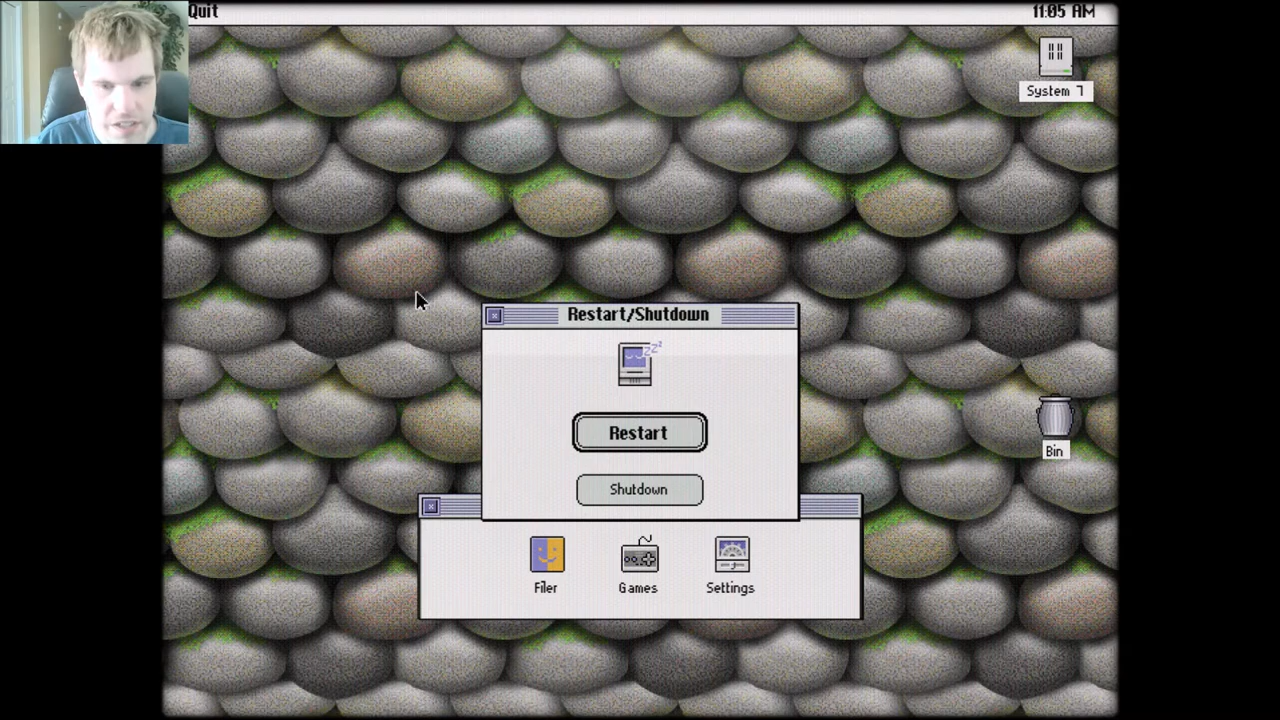 Quit
11:05 AM
System 7
Restart/Shutdown
Restart
Shutdown
Bin
Filer
Games
Settings